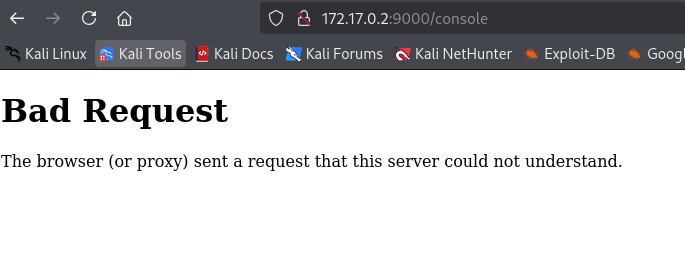 172.17.0.2:9000/console
Kali Linux Kali Tools Kali Docs Kali Forums Kali NetHunter Exploit-DB Googl
Bad Request
The browser (or proxy) sent a request that this server could not understand.